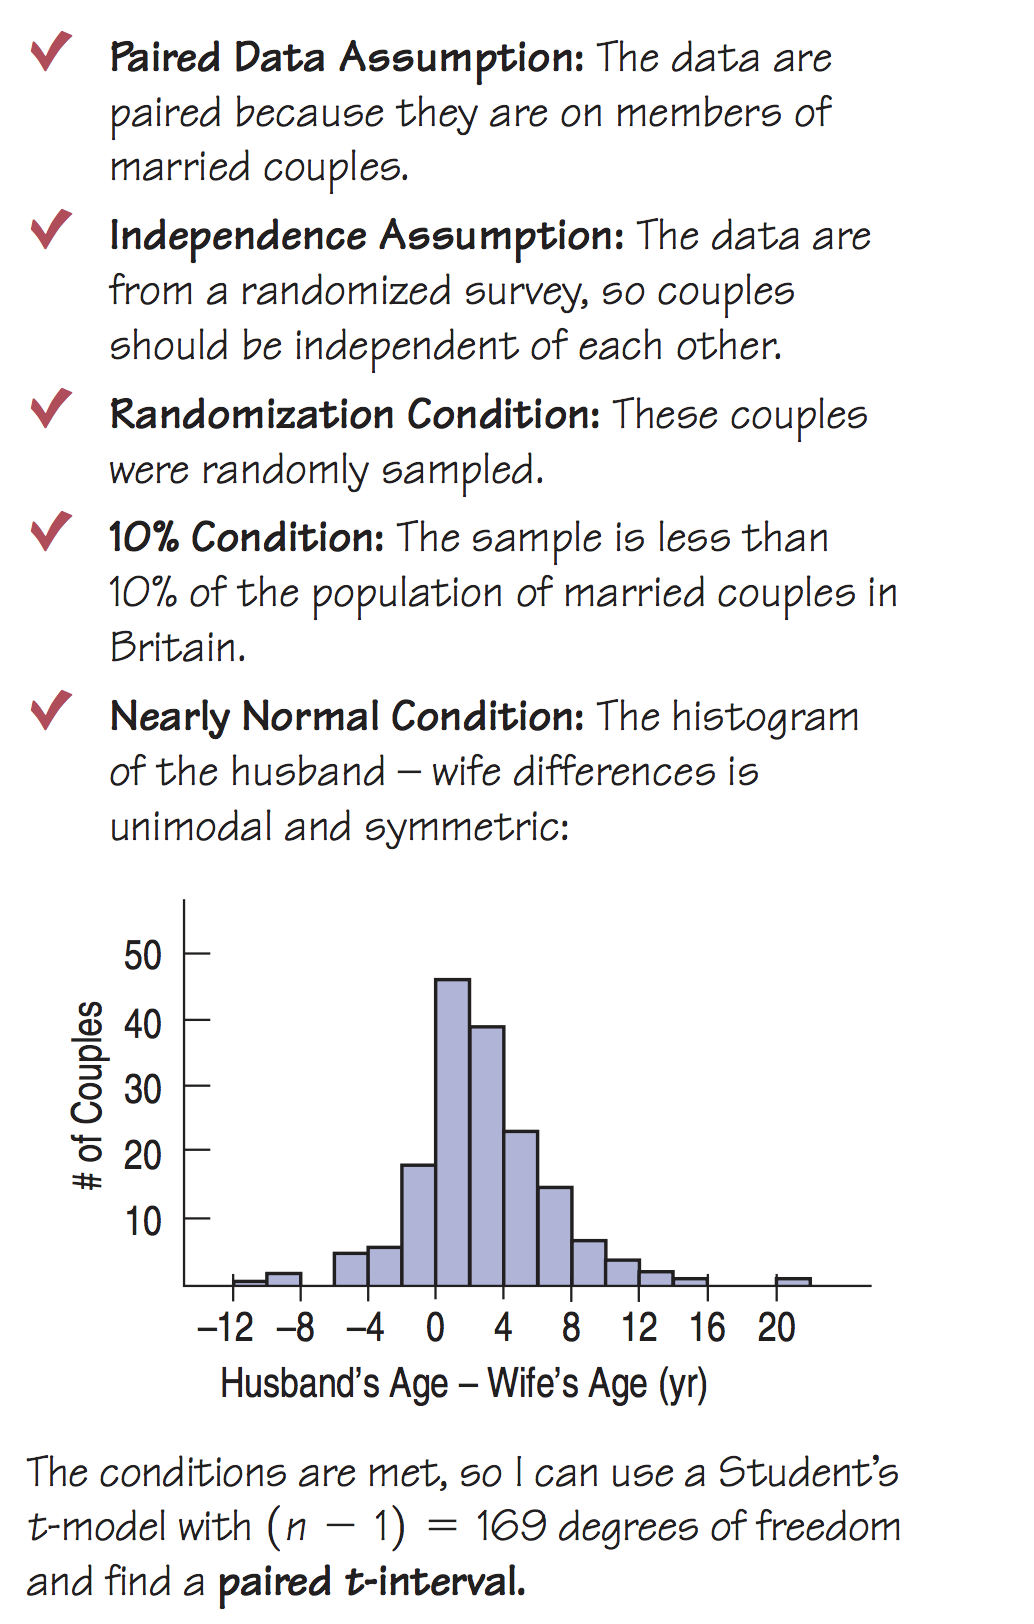 ✓ Paired Data Assumption: The data are
paired because they are on members of
married couples.
✓ Independence Assumption: The data are
from a randomized survey, so couples
should be independent of each other.
✓ Randomization Condition: These couples
were randomly sampled.
✓ 10% Condition: The sample is less than
10% of the population of married couples in
Britain.
✓ Nearly Normal Condition: The histogram
of the husband – wife differences is
unimodal and symmetric:
50
40
30
20
10
# of Couples
–12 –8 –4 0 4 8 12 16 20
Husband's Age – Wife's Age (yr)
The conditions are met, so I can use a Student's
t-model with (n − 1) = 169 degrees of freedom
and find a paired t-interval.